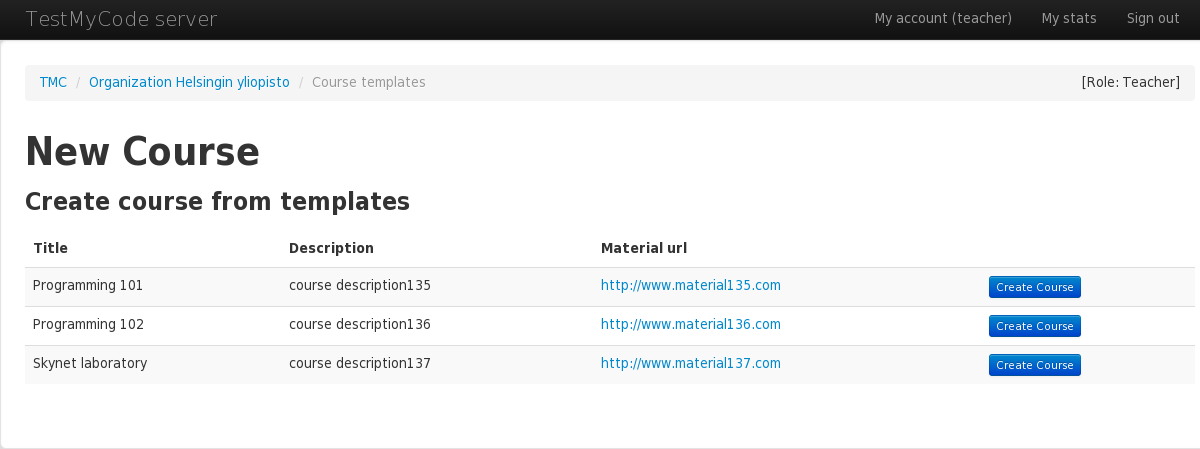 TestMyCode server My account (teacher) My stats Sign out
TMC / Organization Helsingin yliopisto / Course templates [Role: Teacher]
New Course
Create course from templates
Title Description Material url
Programming 101 course description135 http://www.material135.com Create Course
Programming 102 course description136 http://www.material136.com Create Course
Skynet laboratory course description137 http://www.material137.com Create Course